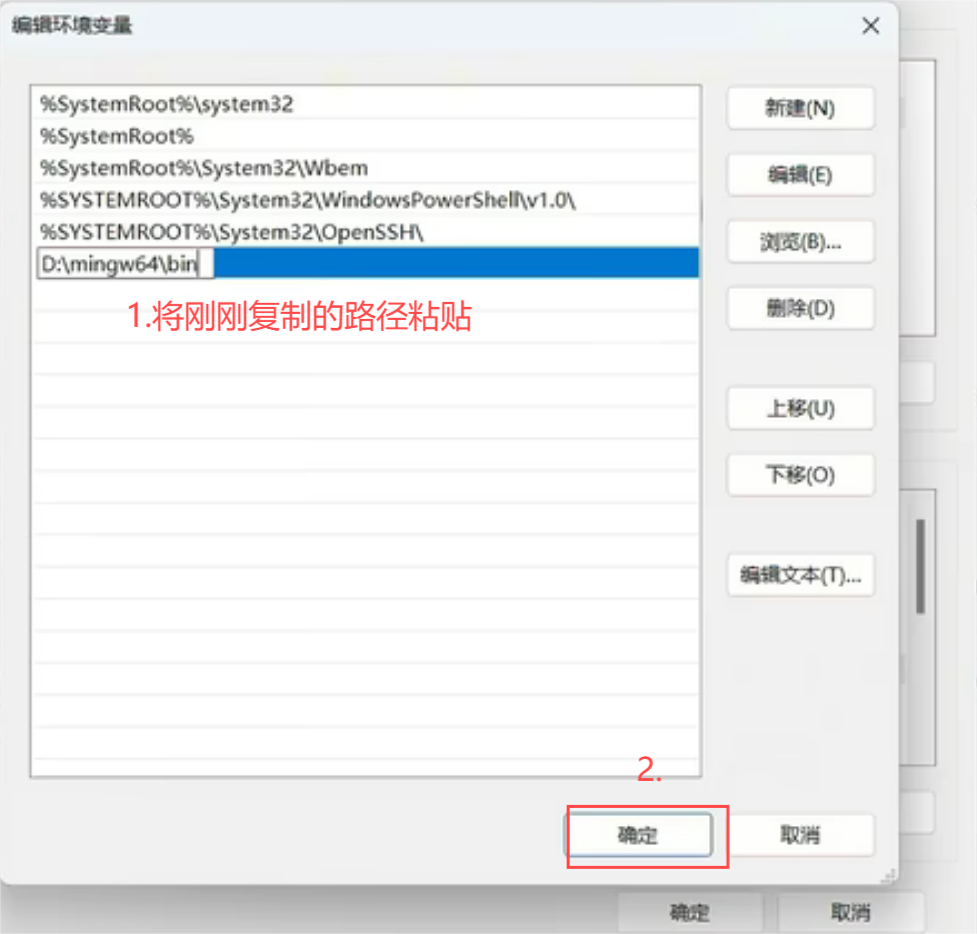 编辑环境变量
%SystemRoot%\system32
%SystemRoot%
%SystemRoot%\System32\Wbem
%SYSTEMROOT%\System32\WindowsPowerShell\v1.0\
%SYSTEMROOT%\System32\OpenSSH\
D:\mingw64\bin
1.将刚刚复制的路径粘贴
新建(N)
编辑(E)
浏览(B)...
删除(D)
上移(U)
下移(O)
编辑文本(T)...
2.
确定
取消
确定
取消